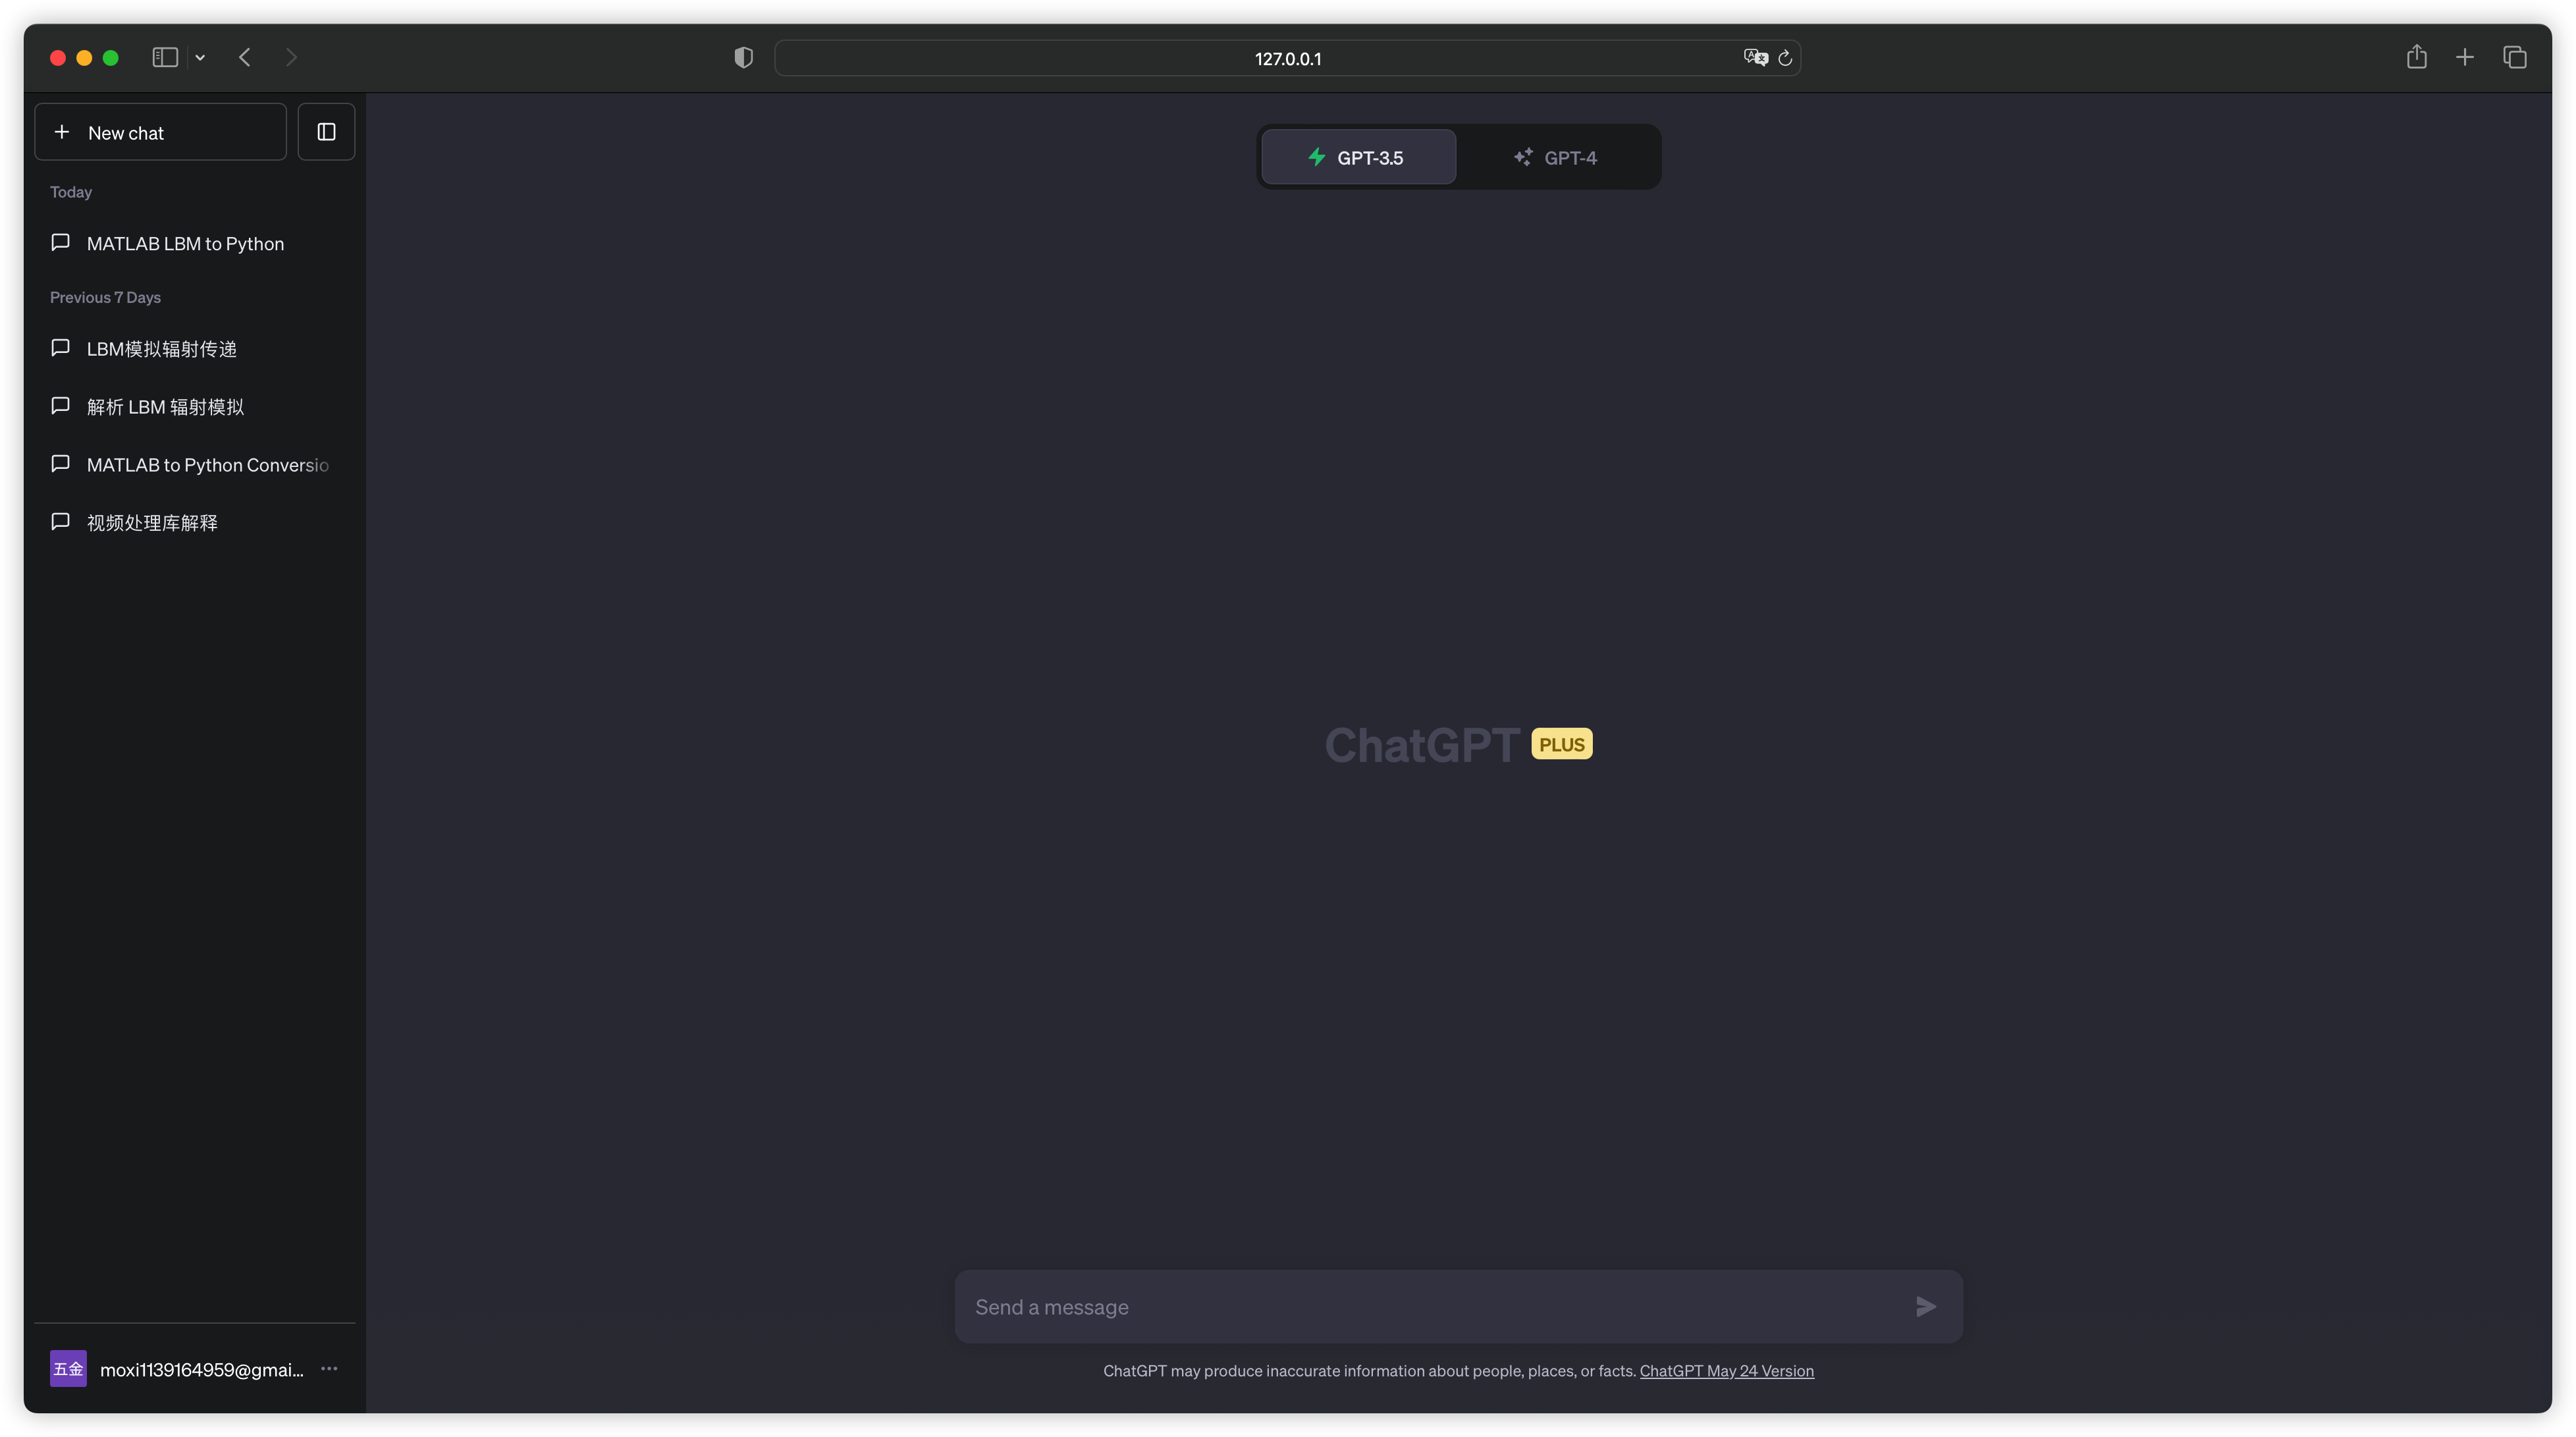 127.0.0.1
New chat
Today
MATLAB LBM to Python
Previous 7 Days
LBM模拟辐射传递
解析 LBM 辐射模拟
MATLAB to Python Conversio
视频处理库解释
五金 moxi1139164959@gmai...
GPT-3.5 GPT-4
ChatGPT PLUS
Send a message
ChatGPT may produce inaccurate information about people, places, or facts. ChatGPT May 24 Version